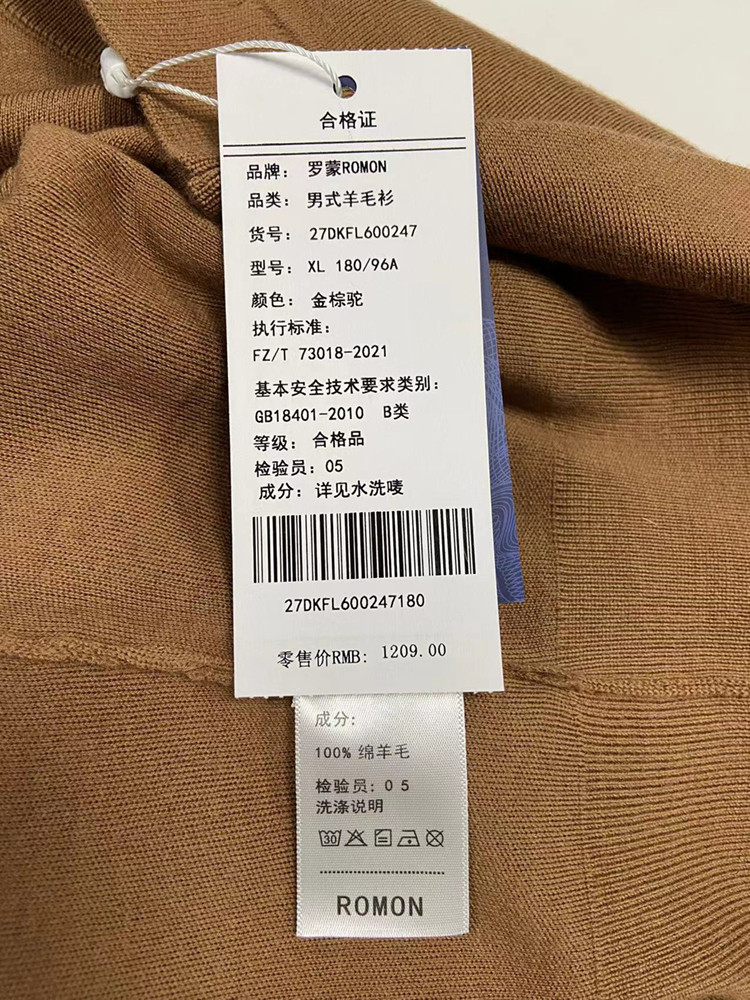 合格证
品牌: 罗蒙ROMON
品类: 男式羊毛衫
货号: 27DKFL600247
型号: XL 180/96A
颜色: 金棕驼
执行标准:
FZ/T 73018-2021
基本安全技术要求类别:
GB18401-2010 B类
等级: 合格品
检验员: 05
成分: 详见水洗唛
27DKFL600247180
零售价RMB: 1209.00
成分:
100% 绵羊毛
检验员: 0 5
洗涤说明
30
ROMON